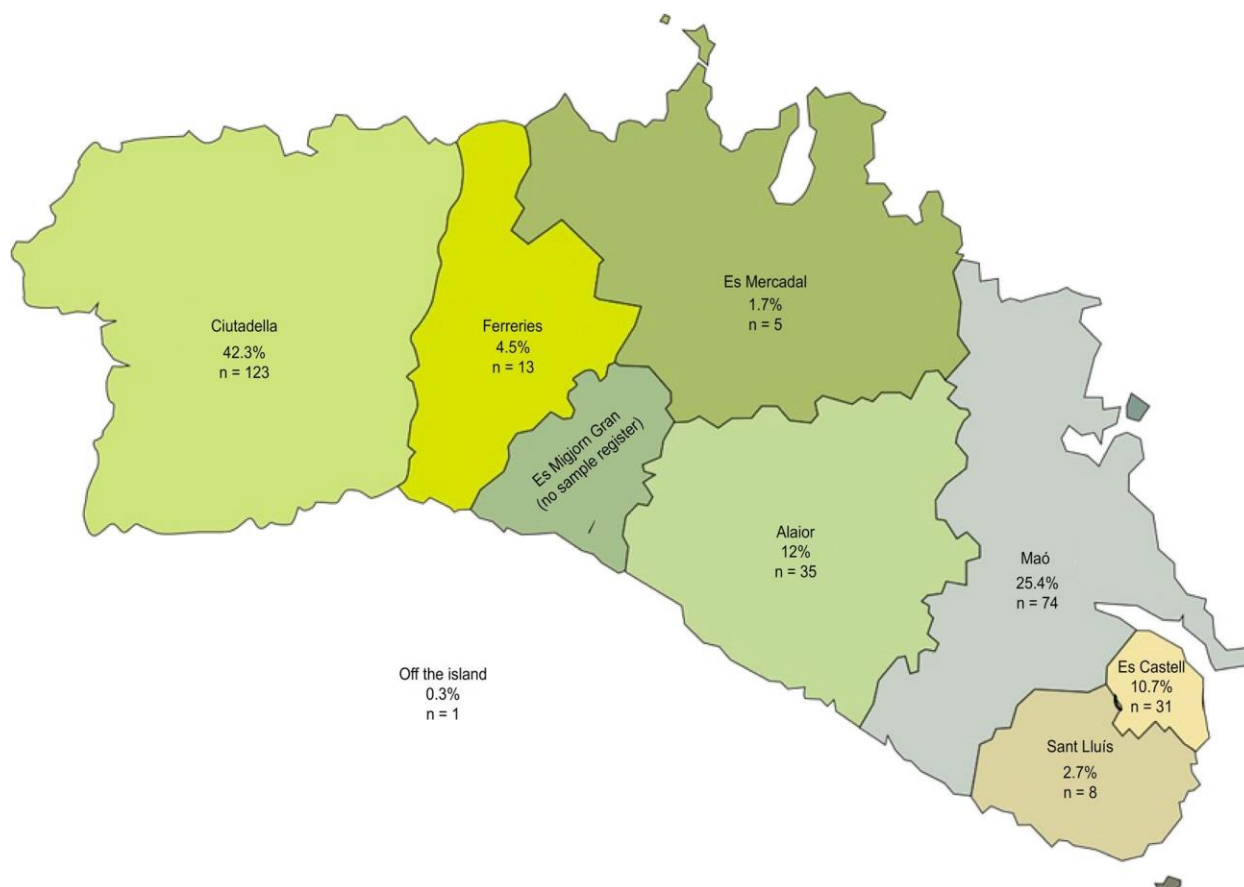 Es Mercadal
1.7%
n = 5
Ciutadella
42.3%
n = 123
Ferreries
4.5%
n = 13
Es Migjorn Gran
(no sample register)
Alaior
12%
n = 35
Maó
25.4%
n = 74
Off the island
0.3%
n = 1
Es Castell
10.7%
n = 31
Sant Lluís
2.7%
n = 8